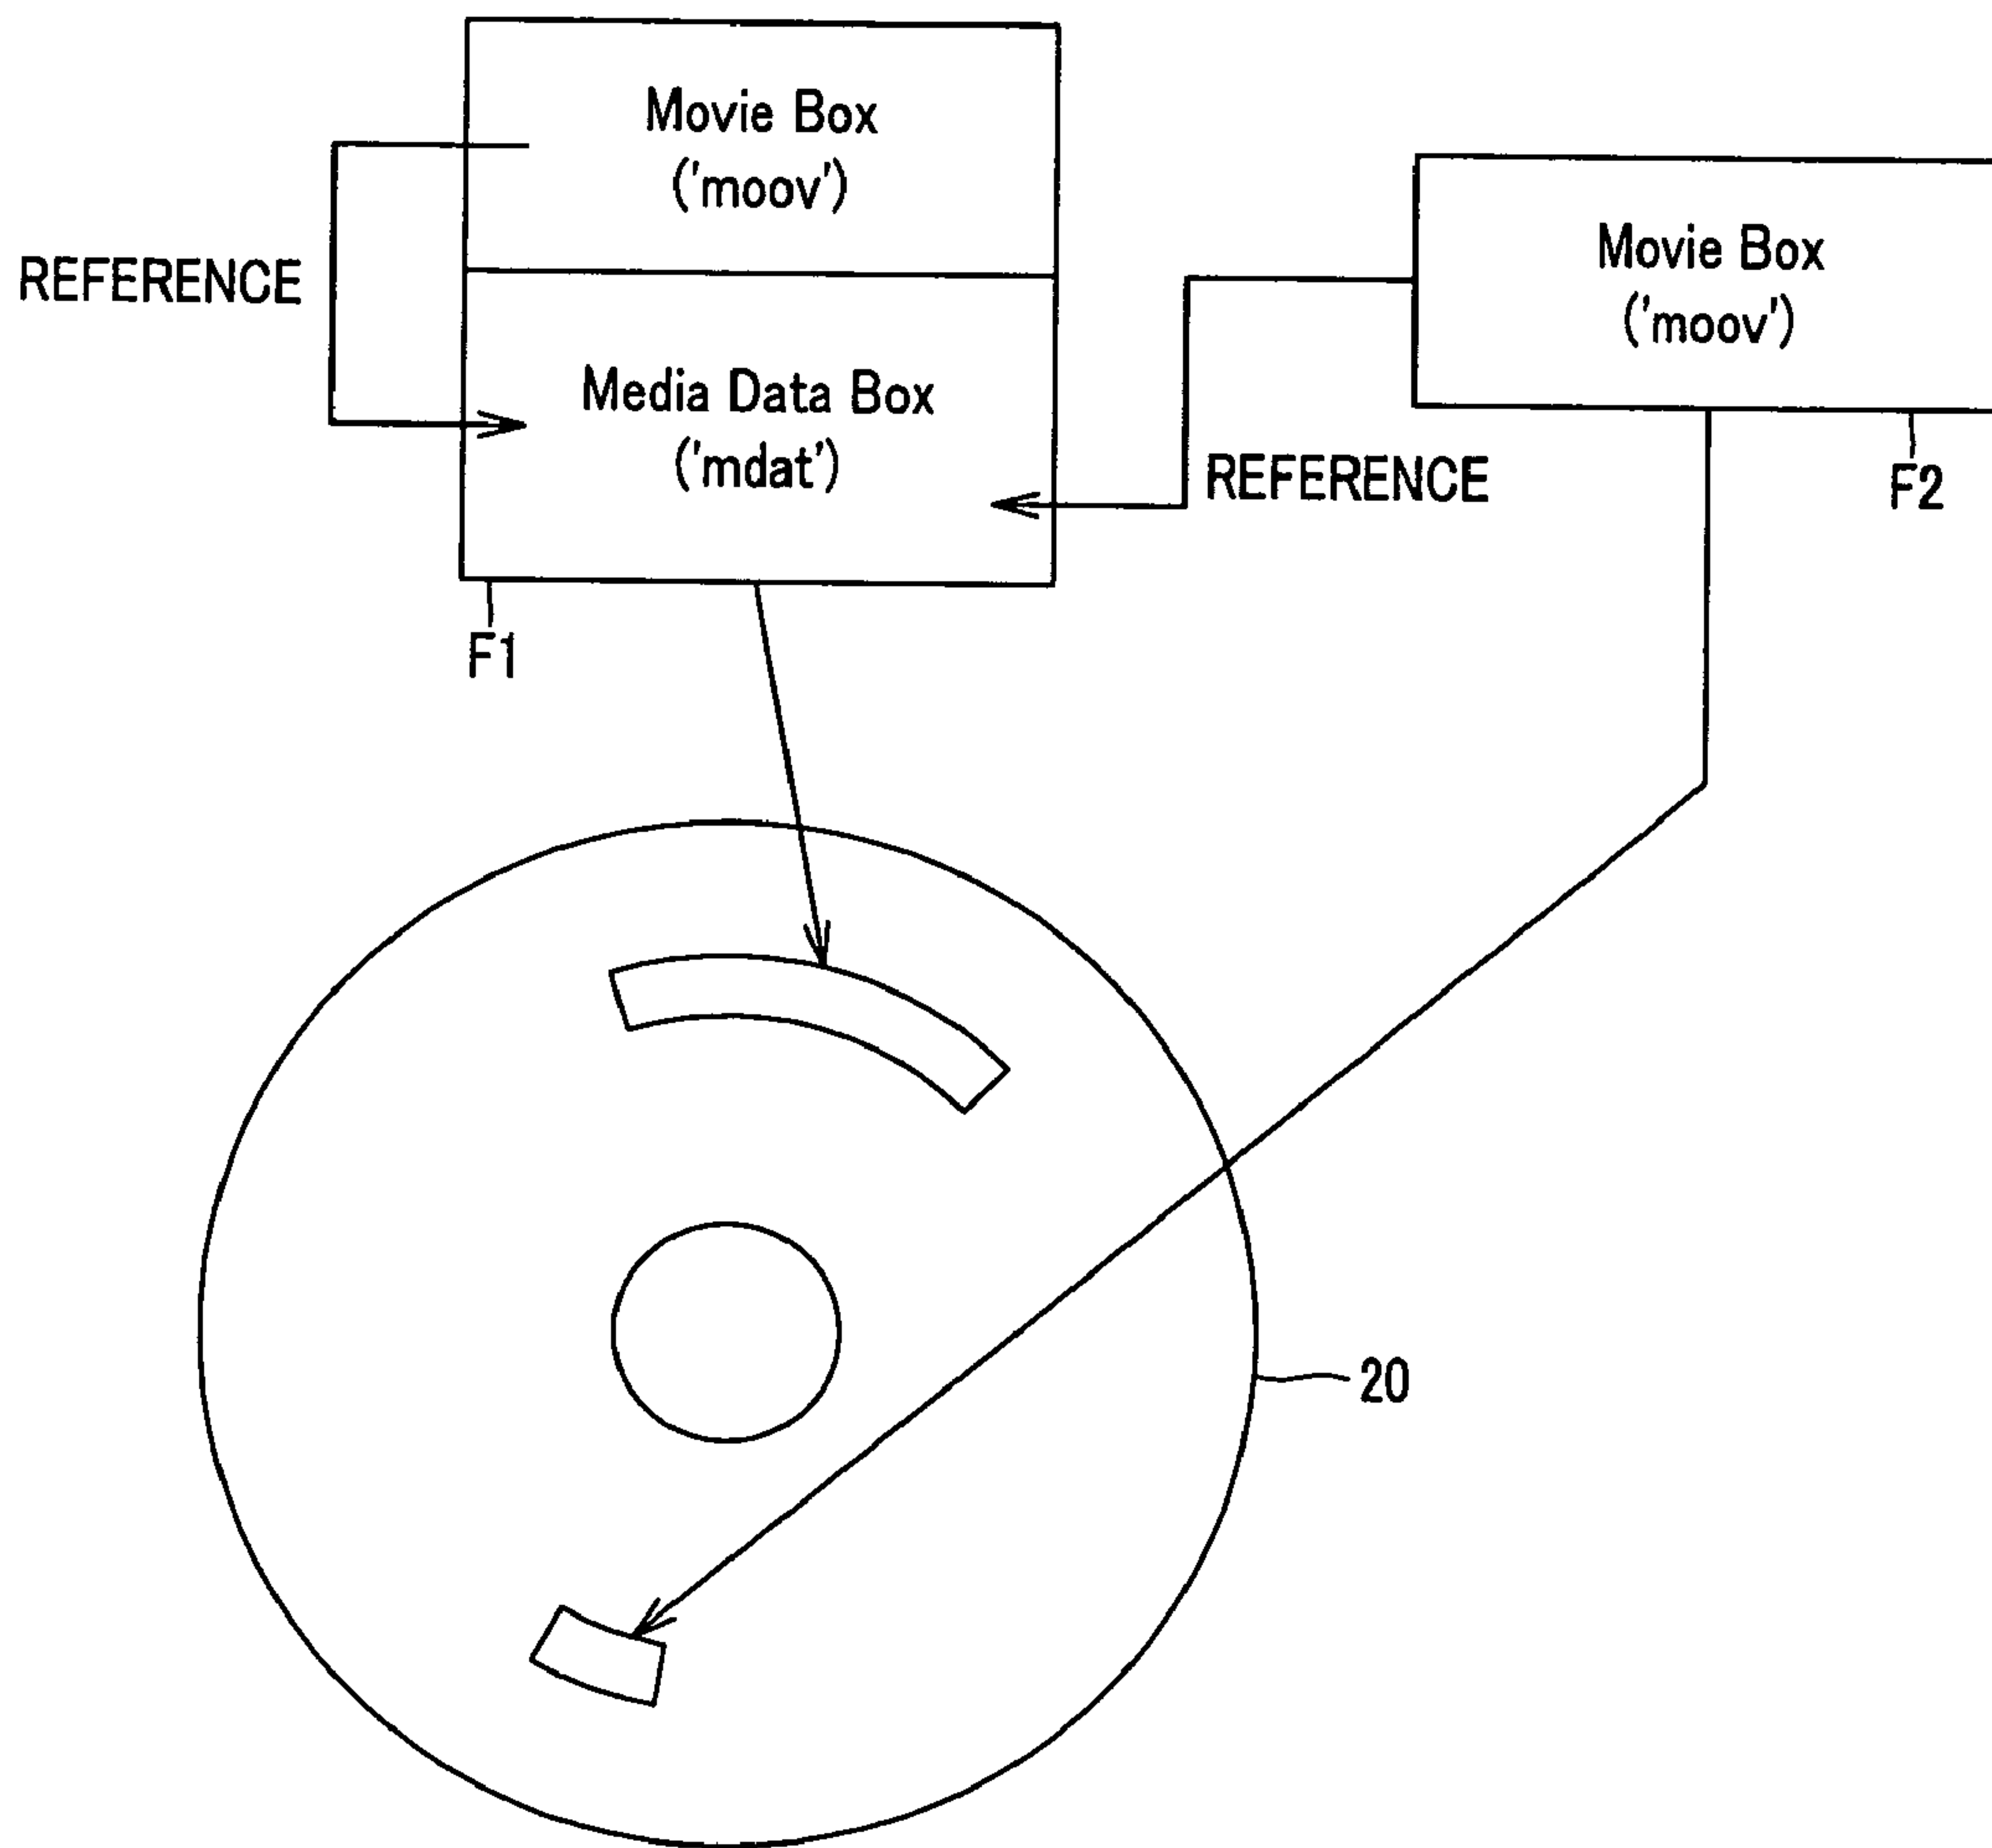 Movie Box
('moov')
REFERENCE
Media Data Box
('mdat')
F1
Movie Box
('moov')
REFERENCE
F2
20